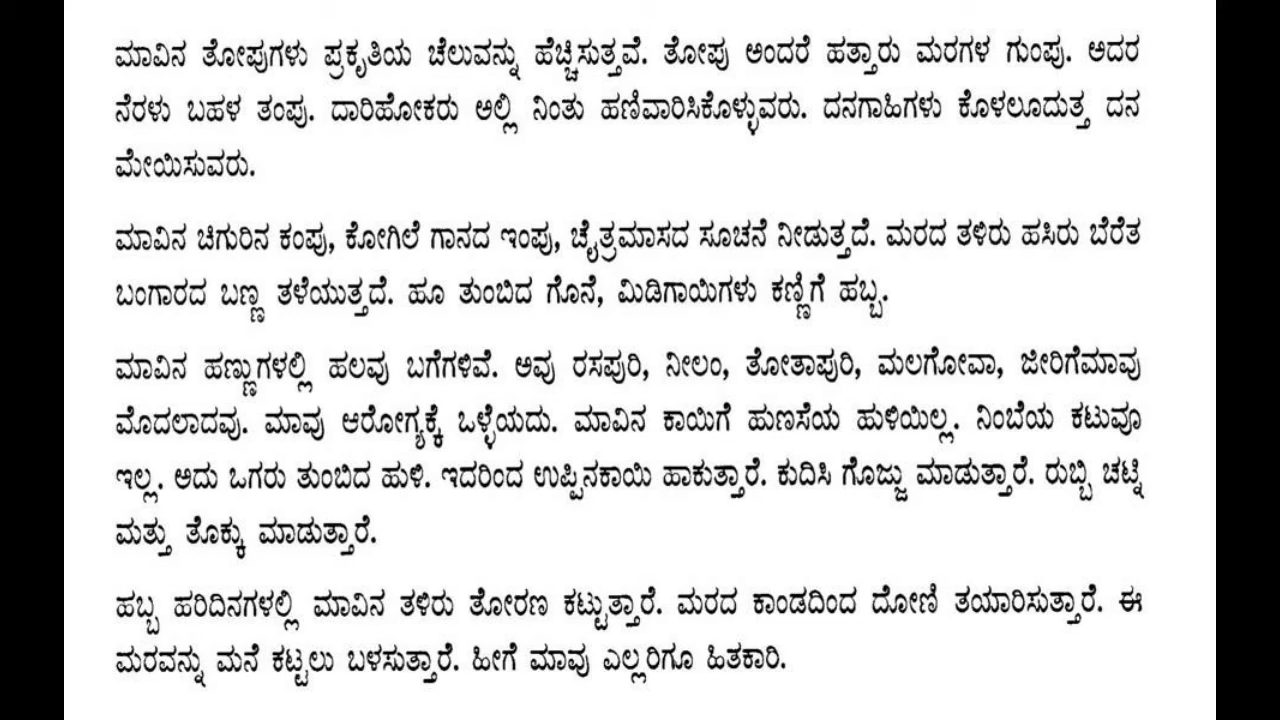 ಮಾವಿನ ತೋಪುಗಳು ಪ್ರಕೃತಿಯ ಚೆಲುವನ್ನು ಹೆಚ್ಚಿಸುತ್ತವೆ. ತೋಪು ಅಂದರೆ ಹತ್ತಾರು ಮರಗಳ ಗುಂಪು. ಅದರ
ನೆರಳು ಬಹಳ ತಂಪು. ದಾರಿಹೋಕರು ಅಲ್ಲಿ ನಿಂತು ಹಣಿವಾರಿಸಿಕೊಳ್ಳುವರು. ದನಗಾಹಿಗಳು ಕೊಳಲೂದುತ್ತ ದನ
ಮೇಯಿಸುವರು.
ಮಾವಿನ ಚಿಗುರಿನ ಕಂಪು, ಕೋಗಿಲೆ ಗಾನದ ಇಂಪು, ಚೈತ್ರಮಾಸದ ಸೂಚನೆ ನೀಡುತ್ತದೆ. ಮರದ ತಳಿರು ಹಸಿರು ಬೆರೆತ
ಬಂಗಾರದ ಬಣ್ಣ ತಳೆಯುತ್ತದೆ. ಹೂ ತುಂಬಿದ ಗೊನೆ, ಮಿಡಿಗಾಯಿಗಳು ಕಣ್ಣಿಗೆ ಹಬ್ಬ.
ಮಾವಿನ ಹಣ್ಣುಗಳಲ್ಲಿ ಹಲವು ಬಗೆಗಳಿವೆ. ಅವು ರಸಪುರಿ, ನೀಲಂ, ತೋತಾಪುರಿ, ಮಲಗೋವಾ, ಜೀರಿಗೆಮಾವು
ಮೊದಲಾದವು. ಮಾವು ಆರೋಗ್ಯಕ್ಕೆ ಒಳ್ಳೆಯದು. ಮಾವಿನ ಕಾಯಿಗೆ ಹುಣಸೆಯ ಹುಳಿಯಿಲ್ಲ. ನಿಂಬೆಯ ಕಟುವೂ
ಇಲ್ಲ. ಅದು ಒಗರು ತುಂಬಿದ ಹುಳಿ. ಇದರಿಂದ ಉಪ್ಪಿನಕಾಯಿ ಹಾಕುತ್ತಾರೆ. ಕುದಿಸಿ ಗೊಜ್ಜು ಮಾಡುತ್ತಾರೆ. ರುಬ್ಬಿ ಚಟ್ನಿ
ಮತ್ತು ತೊಕ್ಕು ಮಾಡುತ್ತಾರೆ.
ಹಬ್ಬ ಹರಿದಿನಗಳಲ್ಲಿ ಮಾವಿನ ತಳಿರು ತೋರಣ ಕಟ್ಟುತ್ತಾರೆ. ಮರದ ಕಾಂಡದಿಂದ ದೋಣಿ ತಯಾರಿಸುತ್ತಾರೆ. ಈ
ಮರವನ್ನು ಮನೆ ಕಟ್ಟಲು ಬಳಸುತ್ತಾರೆ. ಹೀಗೆ ಮಾವು ಎಲ್ಲರಿಗೂ ಹಿತಕಾರಿ.